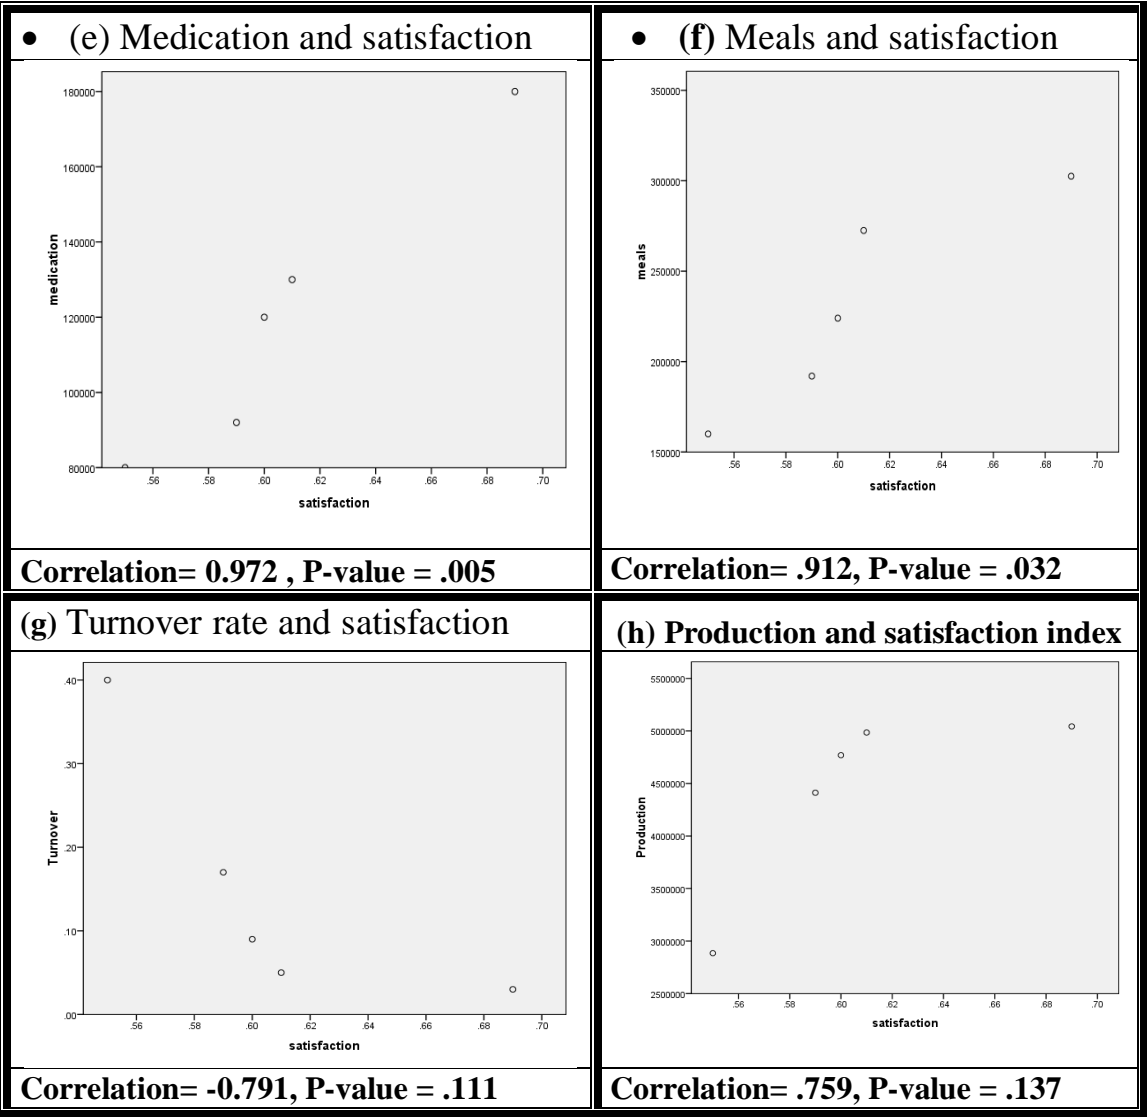 • (e) Medication and satisfaction
180000
160000
140000
120000
100000
80000
medication
.56 .58 .60 .62 .64 .66 .68 .70
satisfaction
Correlation= 0.972 , P-value = .005
• (f) Meals and satisfaction
350000
300000
250000
200000
150000
meals
.56 .58 .60 .62 .64 .66 .68 .70
satisfaction
Correlation= .912, P-value = .032
(g) Turnover rate and satisfaction
.40
.30
.20
.10
.00
Turnover
.56 .58 .60 .62 .64 .66 .68 .70
satisfaction
Correlation= -0.791, P-value = .111
(h) Production and satisfaction index
5500000
5000000
4500000
4000000
3500000
3000000
2500000
Production
.56 .58 .60 .62 .64 .66 .68 .70
satisfaction
Correlation= .759, P-value = .137